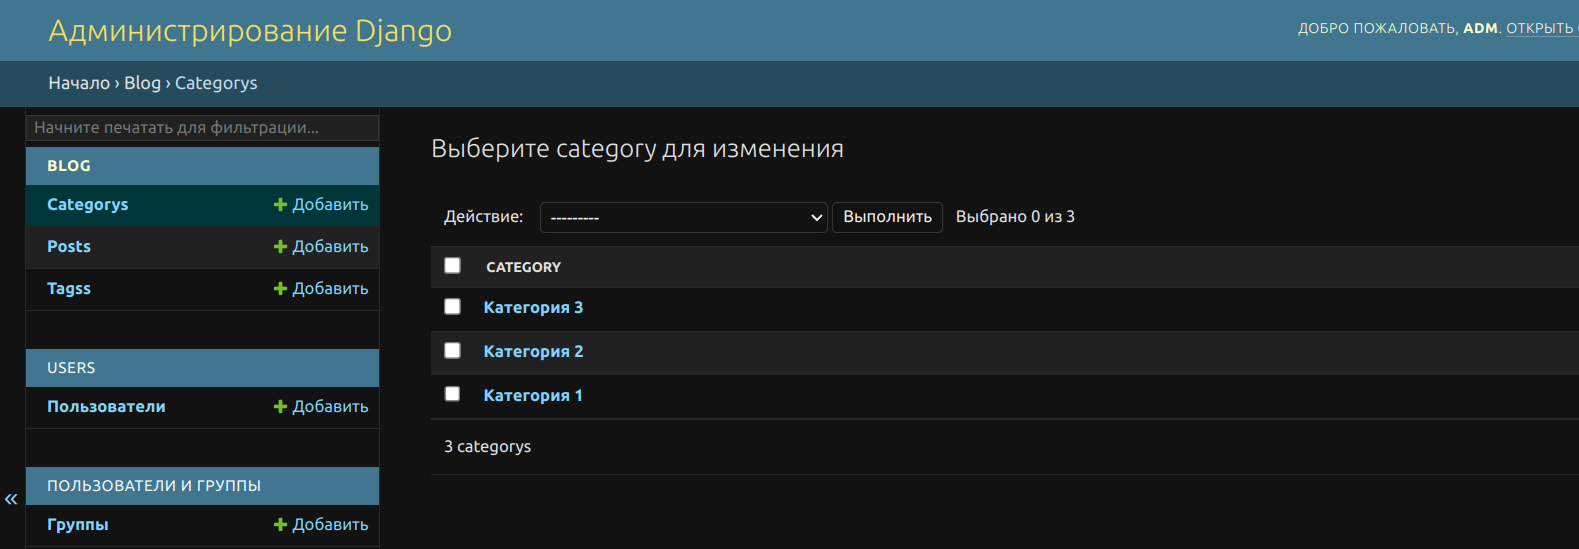 Администрирование Django
ДОБРО ПОЖАЛОВАТЬ, ADM. ОТКРЫТЬ
Начало › Blog › Categorys
Начните печатать для фильтрации...
BLOG
Categorys Добавить
Posts Добавить
Tagss Добавить
USERS
Пользователи Добавить
ПОЛЬЗОВАТЕЛИ И ГРУППЫ
Группы Добавить
«
Выберите category для изменения
Действие: --------- Выполнить Выбрано 0 из 3
CATEGORY
Категория 3
Категория 2
Категория 1
3 categorys